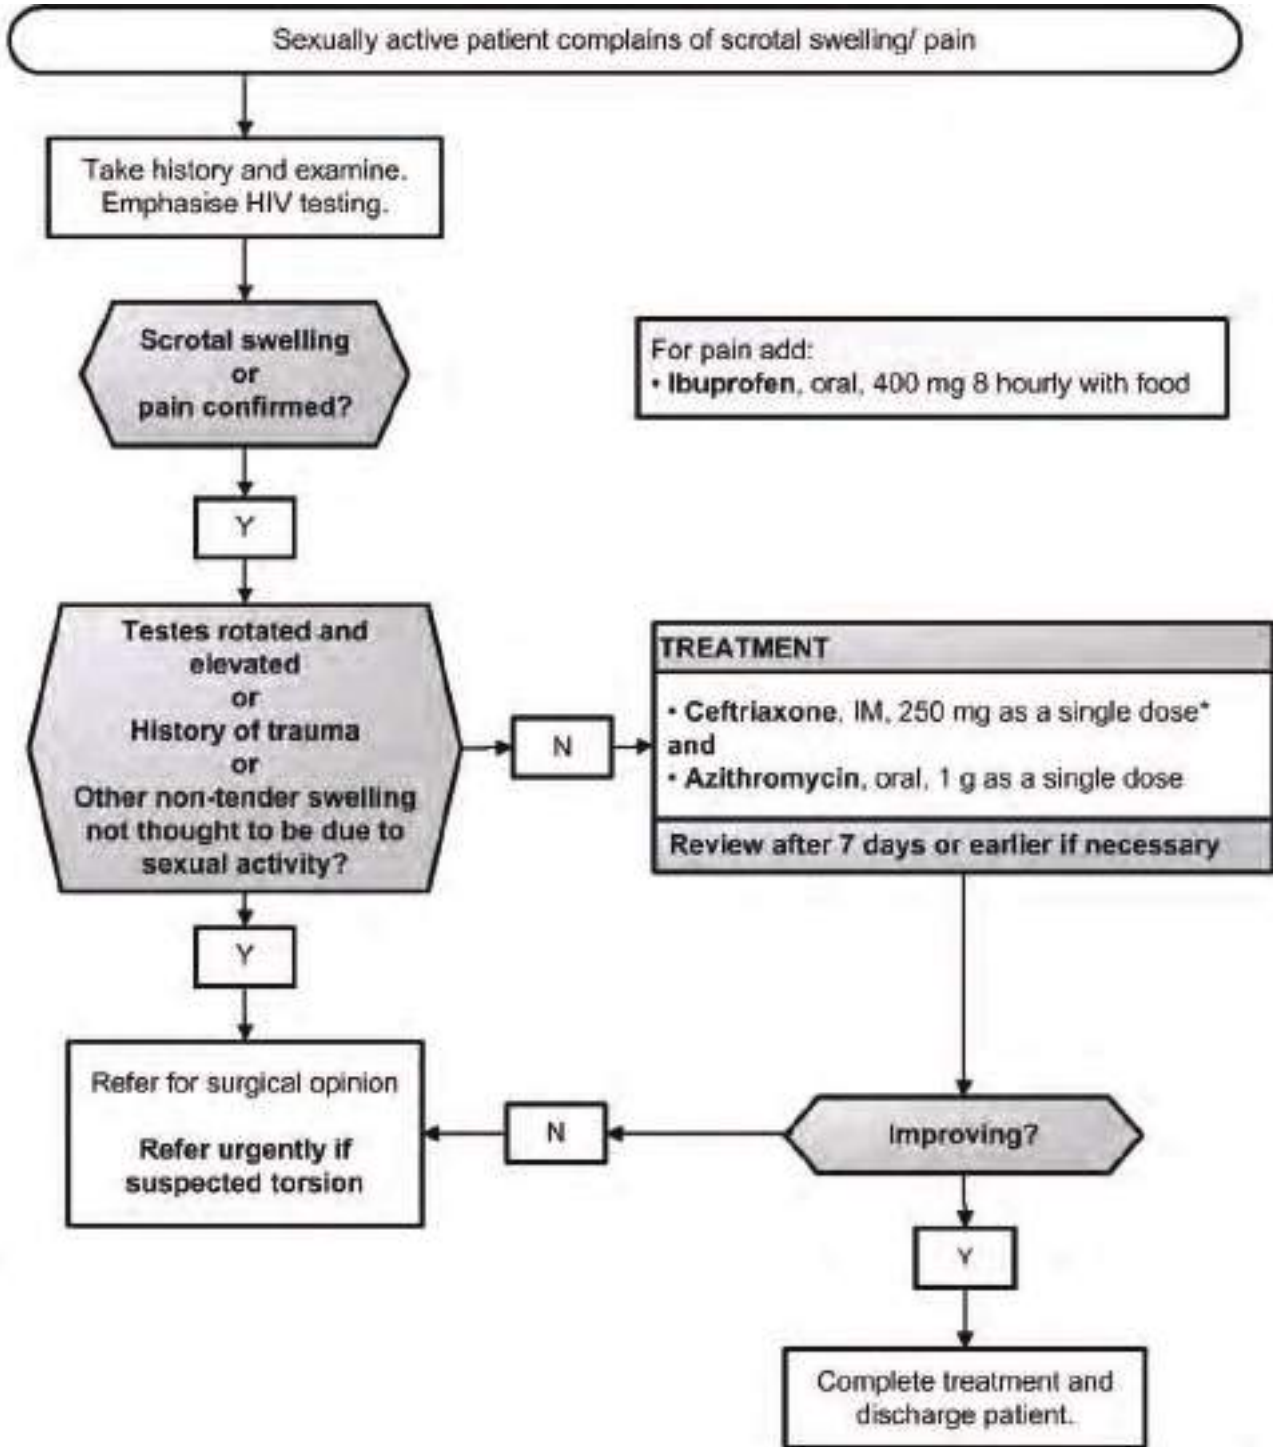 Sexually active patient complains of scrotal swelling/ pain
Take history and examine.
Emphasise HIV testing.
Scrotal swelling
or
pain confirmed?
For pain add:
• Ibuprofen, oral, 400 mg 8 hourly with food
Y
Testes rotated and
elevated
or
History of trauma
or
Other non-tender swelling
not thought to be due to
sexual activity?
N
TREATMENT
• Ceftriaxone, IM, 250 mg as a single dose*
and
• Azithromycin, oral, 1 g as a single dose
Review after 7 days or earlier if necessary
Y
Refer for surgical opinion
Refer urgently if
suspected torsion
N
Improving?
Y
Complete treatment and
discharge patient.